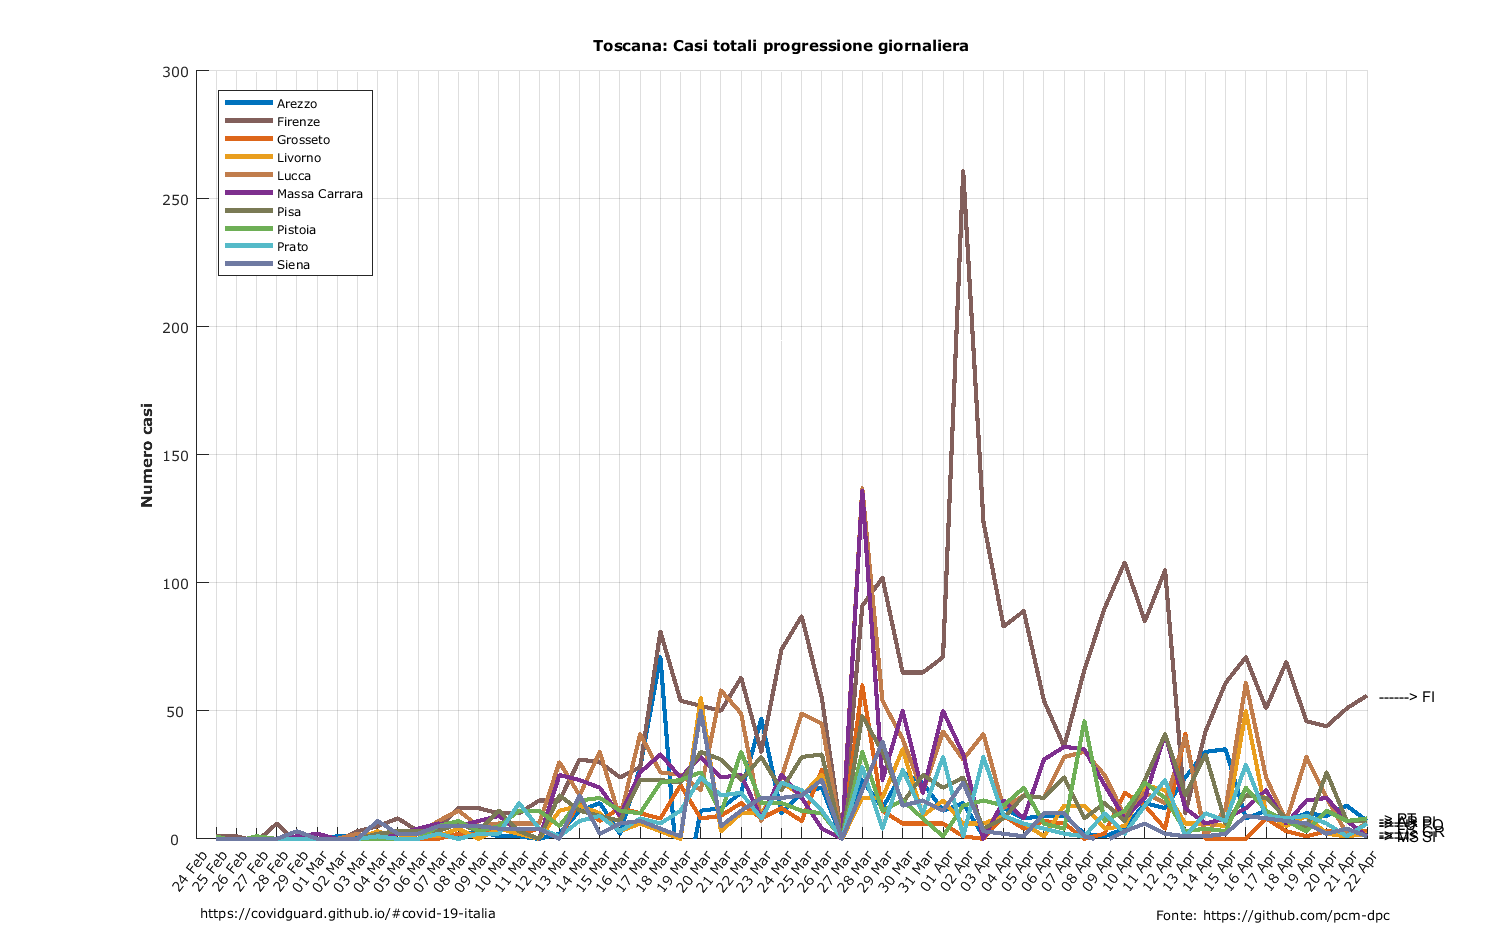 Toscana: Casi totali progressione giornaliera
Numero casi
300
250
200
150
100
50
0
Arezzo
Firenze
Grosseto
Livorno
Lucca
Massa Carrara
Pisa
Pistoia
Prato
Siena
------> FI
24 Feb
25 Feb
26 Feb
27 Feb
28 Feb
29 Feb
01 Mar
02 Mar
03 Mar
04 Mar
05 Mar
06 Mar
07 Mar
08 Mar
09 Mar
10 Mar
11 Mar
12 Mar
13 Mar
14 Mar
15 Mar
16 Mar
17 Mar
18 Mar
19 Mar
20 Mar
21 Mar
22 Mar
23 Mar
24 Mar
25 Mar
26 Mar
27 Mar
28 Mar
29 Mar
30 Mar
31 Mar
01 Apr
02 Apr
03 Apr
04 Apr
05 Apr
06 Apr
07 Apr
08 Apr
09 Apr
10 Apr
11 Apr
12 Apr
13 Apr
14 Apr
15 Apr
16 Apr
17 Apr
18 Apr
19 Apr
20 Apr
21 Apr
22 Apr
https://covidguard.github.io/#covid-19-italia
Fonte: https://github.com/pcm-dpc